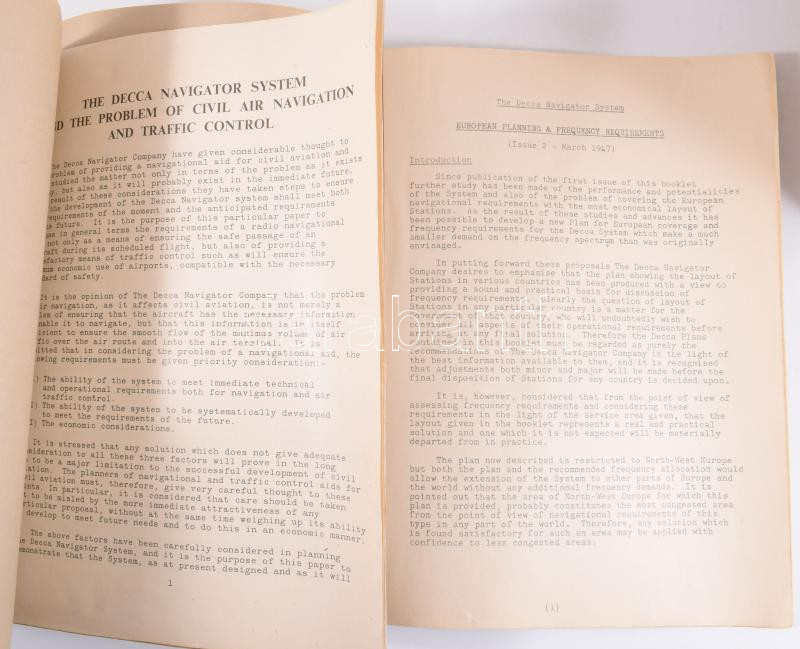 THE DECCA NAVIGATOR SYSTEM
THE PROBLEM OF CIVIL AIR NAVIGATION
AND TRAFFIC CONTROL
The Decca Navigator Company have given considerable thought to
problem of providing a navigational aid for civil aviation and
studied the matter not only in terms of the problem as it exists
but also as it will probably exist in the immediate future.
result of these considerations they have taken steps to ensure
the development of the Decca Navigator system shall meet both
requirements of the moment and the anticipated requirements
future. It is the purpose of this particular paper to
in general terms the requirements of a radio navigational
not only as a means of ensuring the safe passage of an
during its scheduled flight, but also of providing a
means of traffic control such as will ensure the
economic use of airports, compatible with the necessary
of safety.
It is the opinion of The Decca Navigator Company that the problem
air navigation, as it affects civil aviation, is not merely a
of ensuring that the aircraft has the necessary information
it to navigate, but that this information is in itself
to ensure the smooth flow of the maximum volume of air
over the air route and into the air terminal. It is
that in considering the problem of a navigational aid, the
requirements must be given priority consideration:-
The ability of the system to meet immediate technical
and operational requirements both for navigation and air
traffic control.
The ability of the system to be systematically developed
to meet the requirements of the future.
The economic considerations.
It is stressed that any solution which does not give adequate
to all these three factors will prove in the long
to be a major limitation to the successful development of civil
The planners of navigational and traffic control aids for
aviation must, therefore, give very careful thought to these
In particular, it is considered that care should be taken
to be misled by the more immediate attractiveness of any
proposal, without at the same time weighing up its ability
develop to meet future needs and to do this in an economic manner.
The above factors have been carefully considered in planning
Decca Navigator System, and it is the purpose of this paper to
that the System, as at present designed and as it will
1
The Decca Navigator System
EUROPEAN PLANNING & FREQUENCY REQUIREMENTS
(Issue 2 - March 1947)
Introduction
Since publication of the first issue of this booklet
further study has been made of the performance and potentialities
of the System and also of the problem of covering the European
navigational requirements with the most economical layout of
Stations. As the result of these studies and advances it has
been possible to develop a new Plan for European coverage and
frequency requirements for the Decca System which make a much
smaller demand on the frequency spectrum than was originally
envisaged.
In putting forward these proposals The Decca Navigator
Company desires to emphasise that the plan showing the layout of
Stations in various countries has been produced with a view to
providing a sound and practical basis for discussion of
frequency requirements. Clearly the question of layout of
Stations in any particular country is a matter for the
Government of that country, who will undoubtedly wish to
consider all aspects of their operational requirements before
arriving at any final solution. Therefore the Decca Plans
contained in this booklet must be regarded as purely the
recommendations of The Decca Navigator Company in the light of
the best information available to them, and it is recognised
that adjustments both minor and major will be made before the
final disposition of Stations for any country is decided upon.
It is, however, considered that from the point of view of
assessing frequency requirements and considering these
requirements in the light of the service area given, that the
layout given in the booklet represents a real and practical
solution and one which it is not expected will be materially
departed from in practice.
The plan now described is restricted to North-West Europe
but both the plan and the recommended frequency allocation would
allow the extension of the System to other parts of Europe and
the world without any additional frequency demands. It is
pointed out that the area of North-West Europe for which this
plan is provided, probably constitutes the most congested area
from the point of view of navigational requirements of this
type in any part of the world. Therefore, any solution which
is found satisfactory for such an area may be applied with
confidence to less congested areas.
(1)